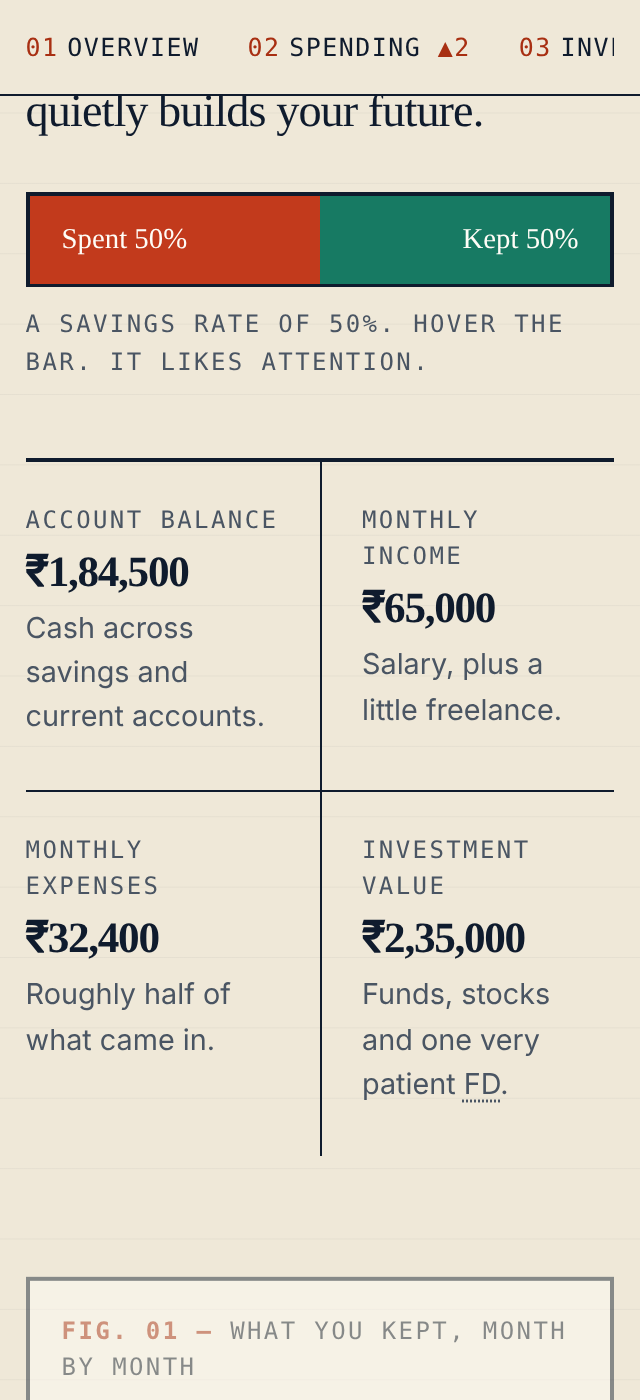 01 OVERVIEW 02 SPENDING ▲2 03
quietly builds your future.
Spent 50% Kept 50%
A SAVINGS RATE OF 50%. HOVER THE
BAR. IT LIKES ATTENTION.
ACCOUNT BALANCE
₹1,84,500
Cash across
savings and
current accounts.
MONTHLY
INCOME
₹65,000
Salary, plus a
little freelance.
MONTHLY
EXPENSES
₹32,400
Roughly half of
what came in.
INVESTMENT
VALUE
₹2,35,000
Funds, stocks
and one very
patient FD.
FIG. 01 — WHAT YOU KEPT, MONTH
BY MONTH